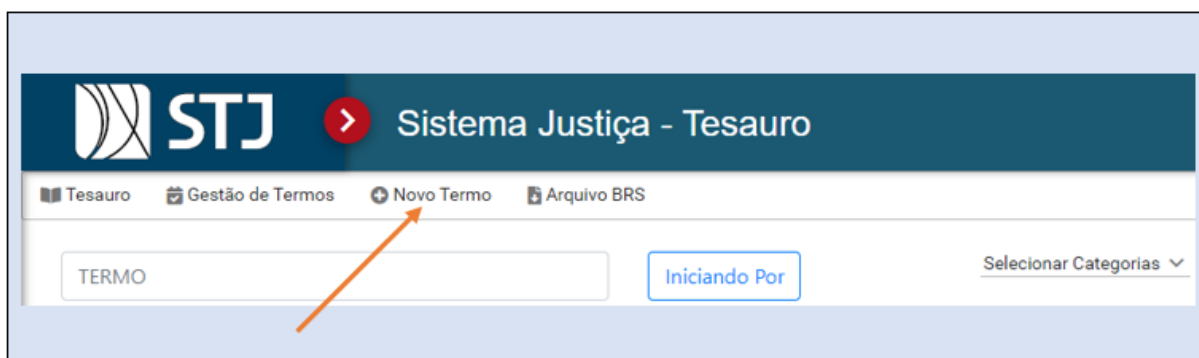 STJ Sistema Justiça - Tesauro
Tesauro Gestão de Termos Novo Termo Arquivo BRS
TERMO Iniciando Por Selecionar Categorias